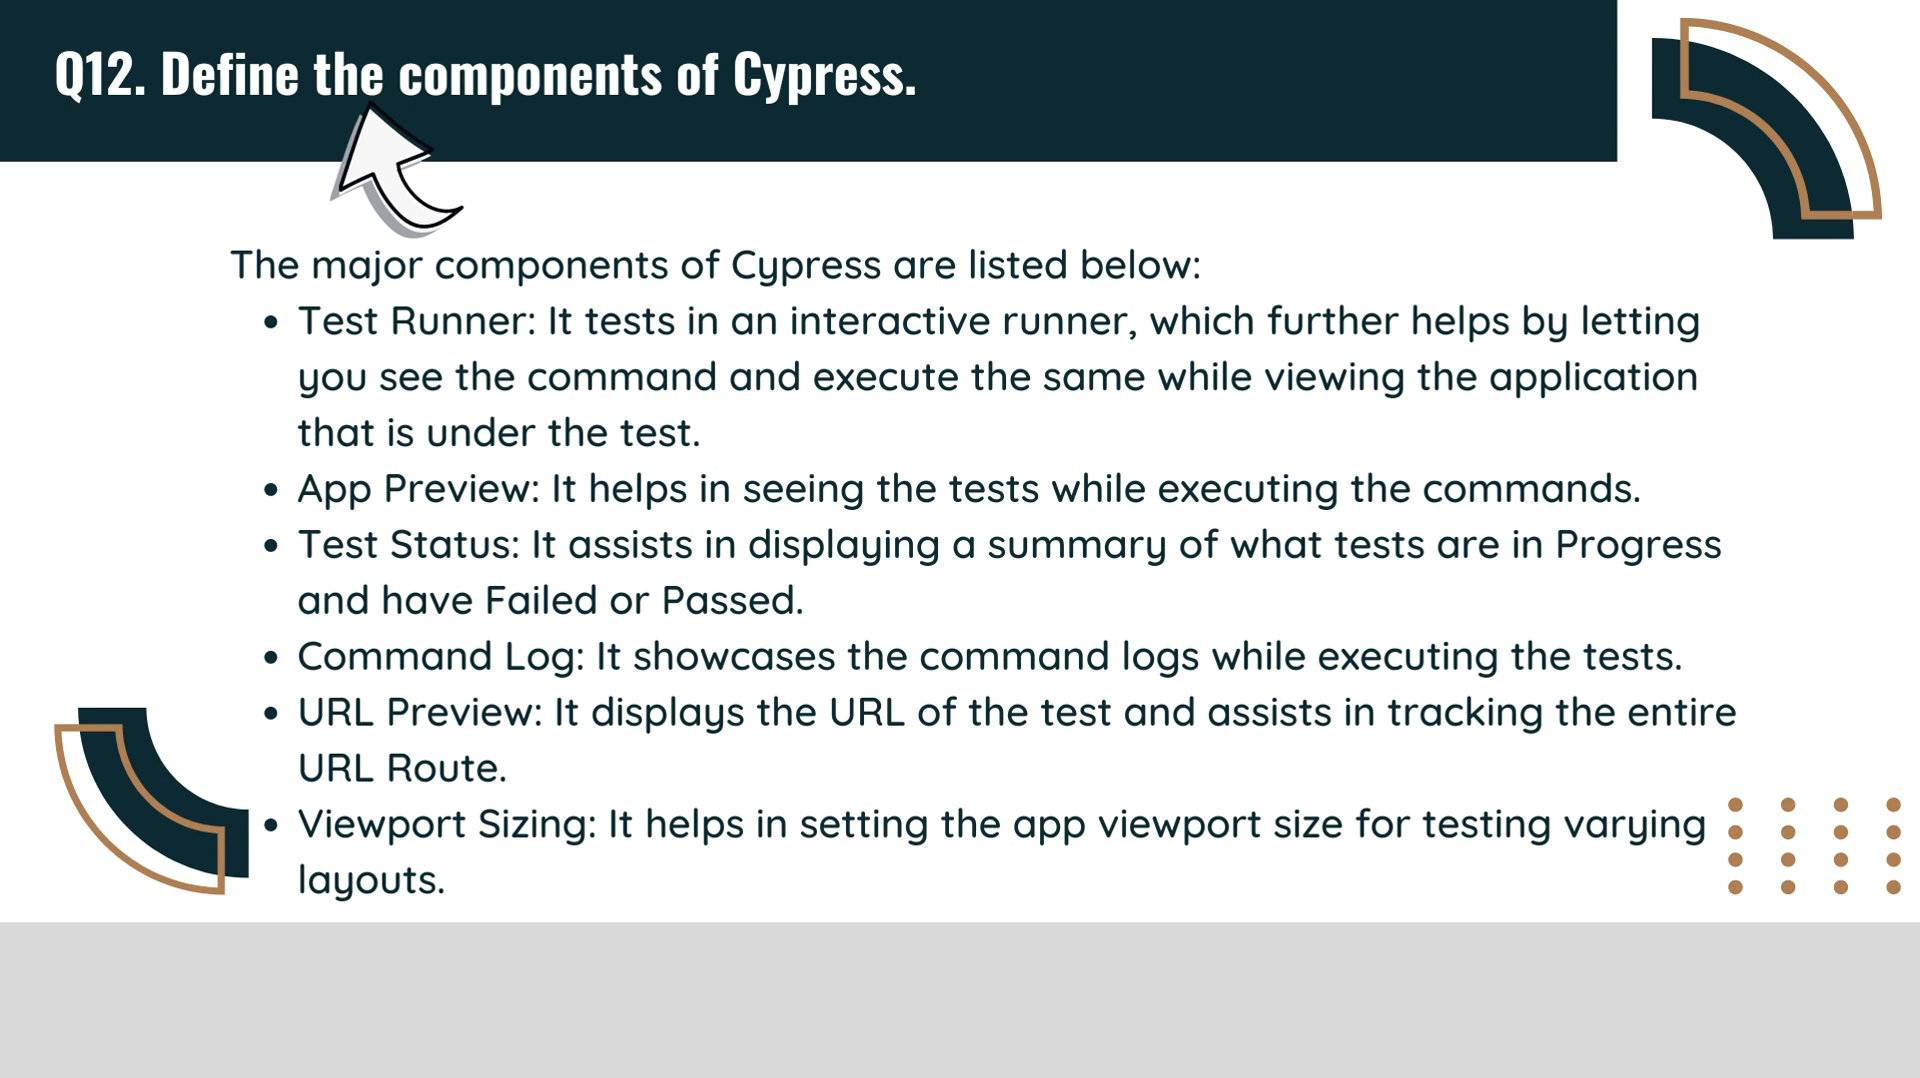 Q12. Define the components of Cypress.
The major components of Cypress are listed below:
• Test Runner: It tests in an interactive runner, which further helps by letting
you see the command and execute the same while viewing the application
that is under the test.
• App Preview: It helps in seeing the tests while executing the commands.
• Test Status: It assists in displaying a summary of what tests are in Progress
and have Failed or Passed.
• Command Log: It showcases the command logs while executing the tests.
• URL Preview: It displays the URL of the test and assists in tracking the entire
URL Route.
• Viewport Sizing: It helps in setting the app viewport size for testing varying
layouts.